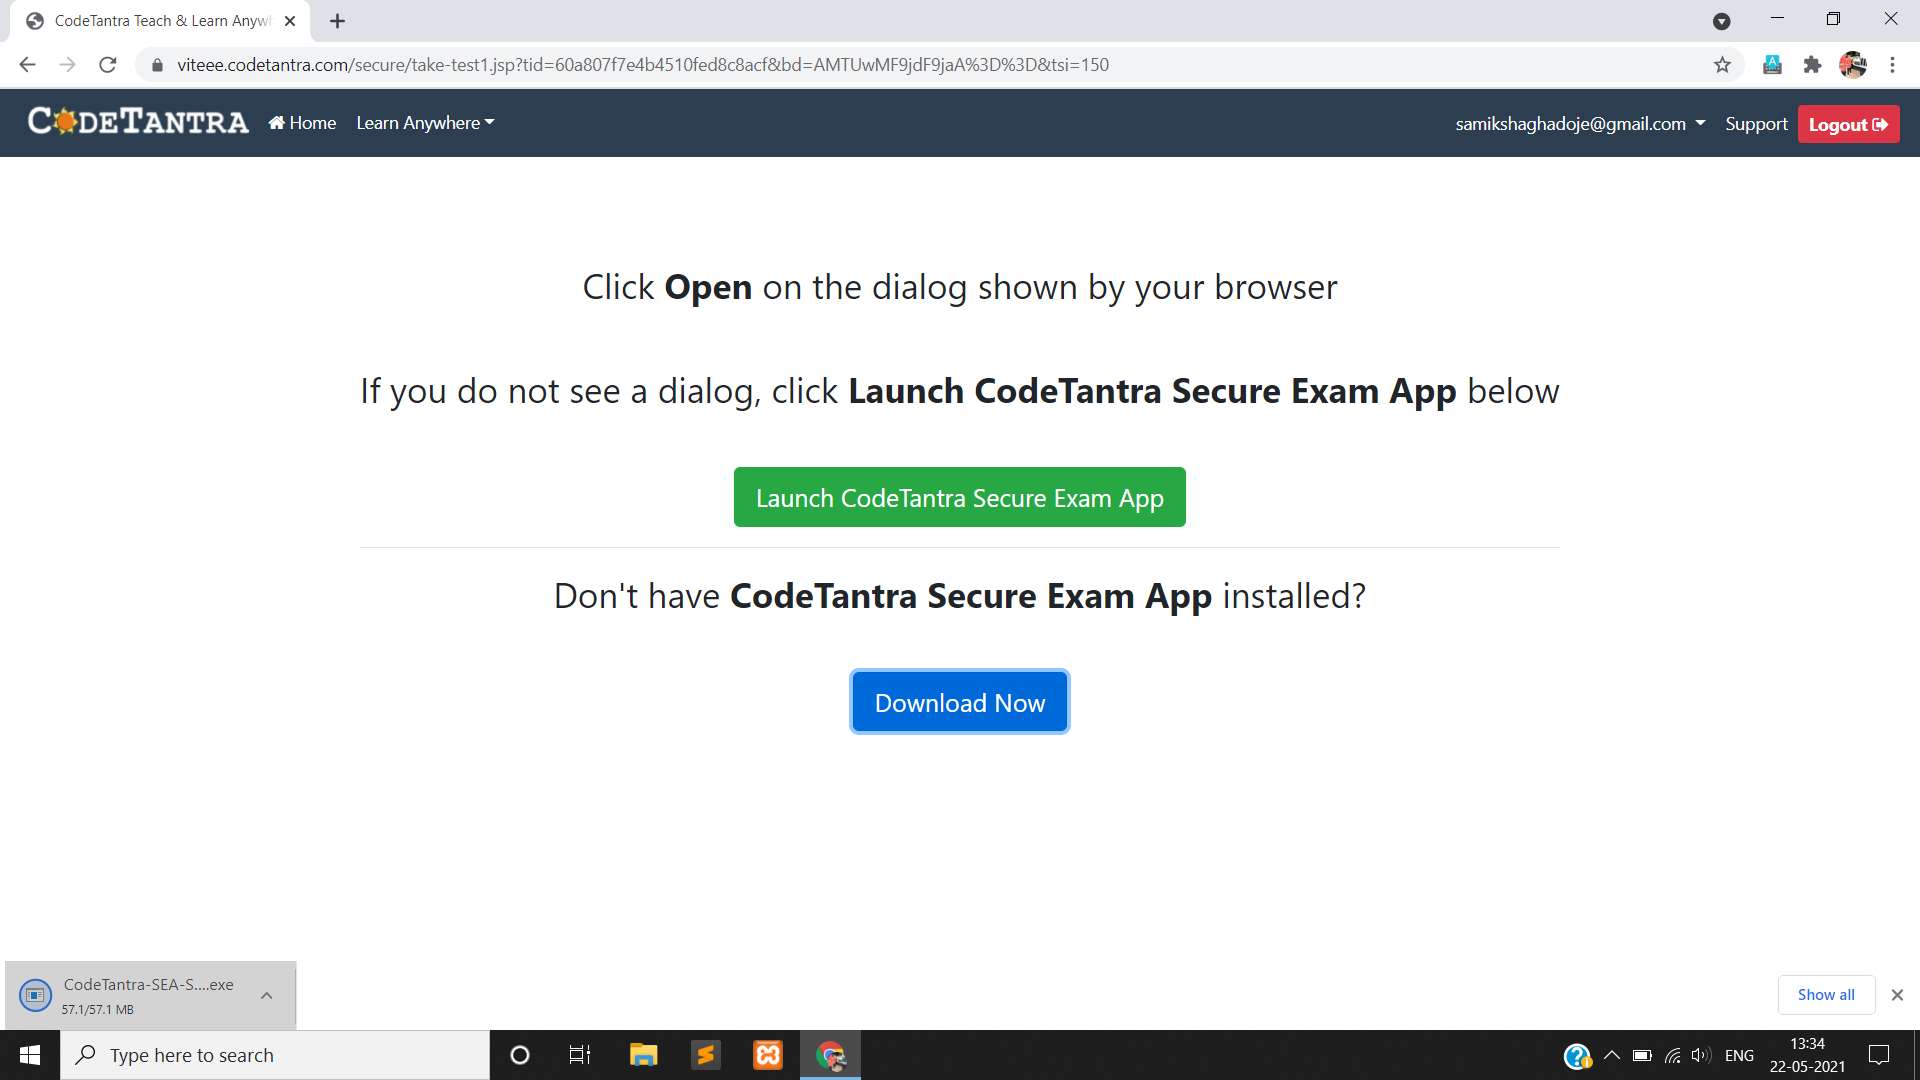 CodeTantra Teach & Learn Anywh
viteee.codetantra.com/secure/take-test1.jsp?tid=60a807f7e4b4510fed8c8acf&bd=AMTUwMF9jdF9jaA%3D%3D&tsi=150
CODETANTRA Home Learn Anywhere samikshaghadoje@gmail.com Support Logout
Click Open on the dialog shown by your browser
If you do not see a dialog, click Launch CodeTantra Secure Exam App below
Launch CodeTantra Secure Exam App
Don't have CodeTantra Secure Exam App installed?
Download Now
CodeTantra-SEA-S....exe
57.1/57.1 MB
Show all
Type here to search
ENG
13:34
22-05-2021